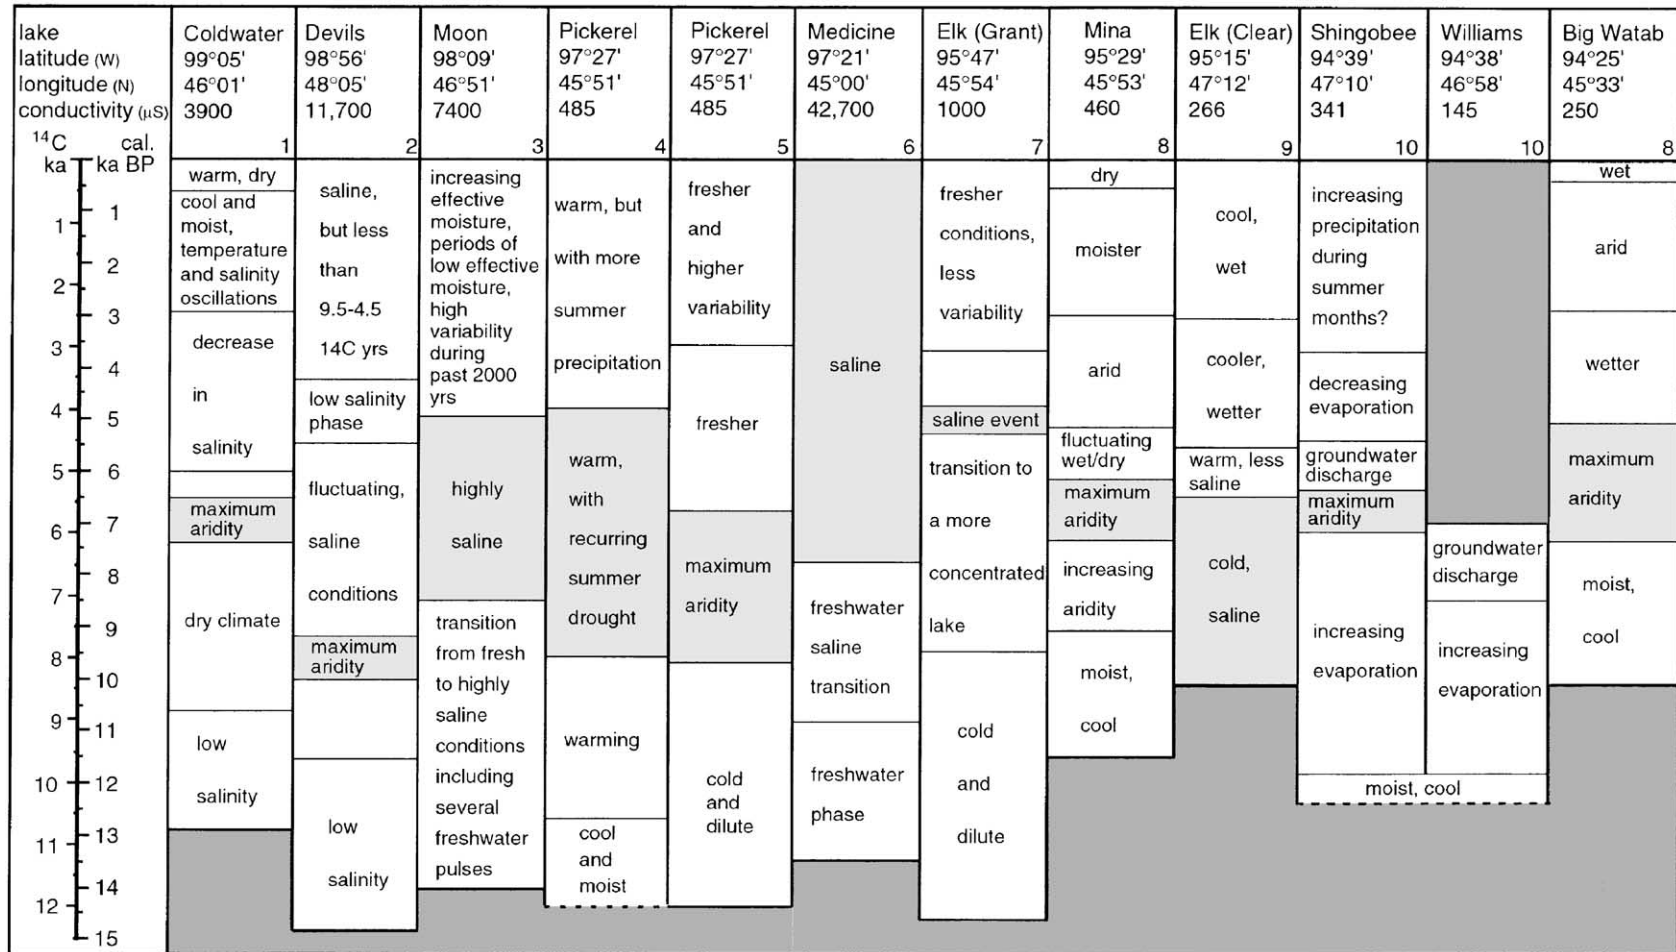 lake
latitude (W)
longitude (N)
conductivity (µS)
Coldwater
99°05'
46°01'
3900
Devils
98°56'
48°05'
11,700
Moon
98°09'
46°51'
7400
Pickerel
97°27'
45°51'
485
Pickerel
97°27'
45°51'
485
Medicine
97°21'
45°00'
42,700
Elk (Grant)
95°47'
45°54'
1000
Mina
95°29'
45°53'
460
Elk (Clear)
95°15'
47°12'
266
Shingobee
94°39'
47°10'
341
Williams
94°38'
46°58'
145
Big Watab
94°25'
45°33'
250
14C cal.
ka ka BP
1 2 3 4 5 6 7 8 9 10 10 8
1
2
3
4
5
6
7
8
9
10
11
12
1
2
3
4
5
6
7
8
9
10
11
12
13
14
15
warm, dry
cool and
moist,
temperature
and salinity
oscillations
decrease
in
salinity
maximum
aridity
dry climate
low
salinity
saline,
but less
than
9.5-4.5
14C yrs
low salinity
phase
fluctuating,
saline
conditions
maximum
aridity
low
salinity
increasing
effective
moisture,
periods of
low effective
moisture,
high
variability
during
past 2000
yrs
highly
saline
transition
from fresh
to highly
saline
conditions
including
several
freshwater
pulses
warm, but
with more
summer
precipitation
warm,
with
recurring
summer
drought
warming
cool
and
moist
fresher
and
higher
variability
fresher
maximum
aridity
cold
and
dilute
saline
freshwater
saline
transition
freshwater
phase
fresher
conditions,
less
variability
saline event
transition to
a more
concentrated
lake
cold
and
dilute
dry
moister
arid
fluctuating
wet/dry
maximum
aridity
increasing
aridity
moist,
cool
cool,
wet
cooler,
wetter
warm, less
saline
cold,
saline
increasing
precipitation
during
summer
months?
decreasing
evaporation
groundwater
discharge
maximum
aridity
increasing
evaporation
groundwater
discharge
increasing
evaporation
moist, cool
wet
arid
wetter
maximum
aridity
moist,
cool